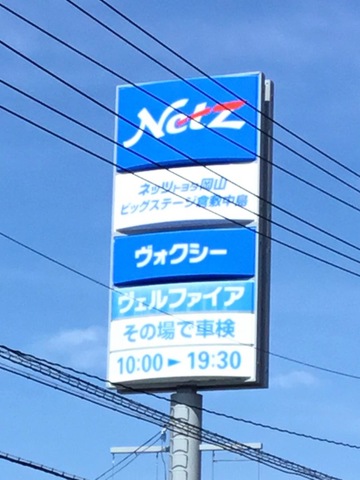 Netz
ネッツトヨタ岡山
ビッグステージ倉敷中島
ヴォクシー
ヴェルファイア
その場で車検
10:00►19:30